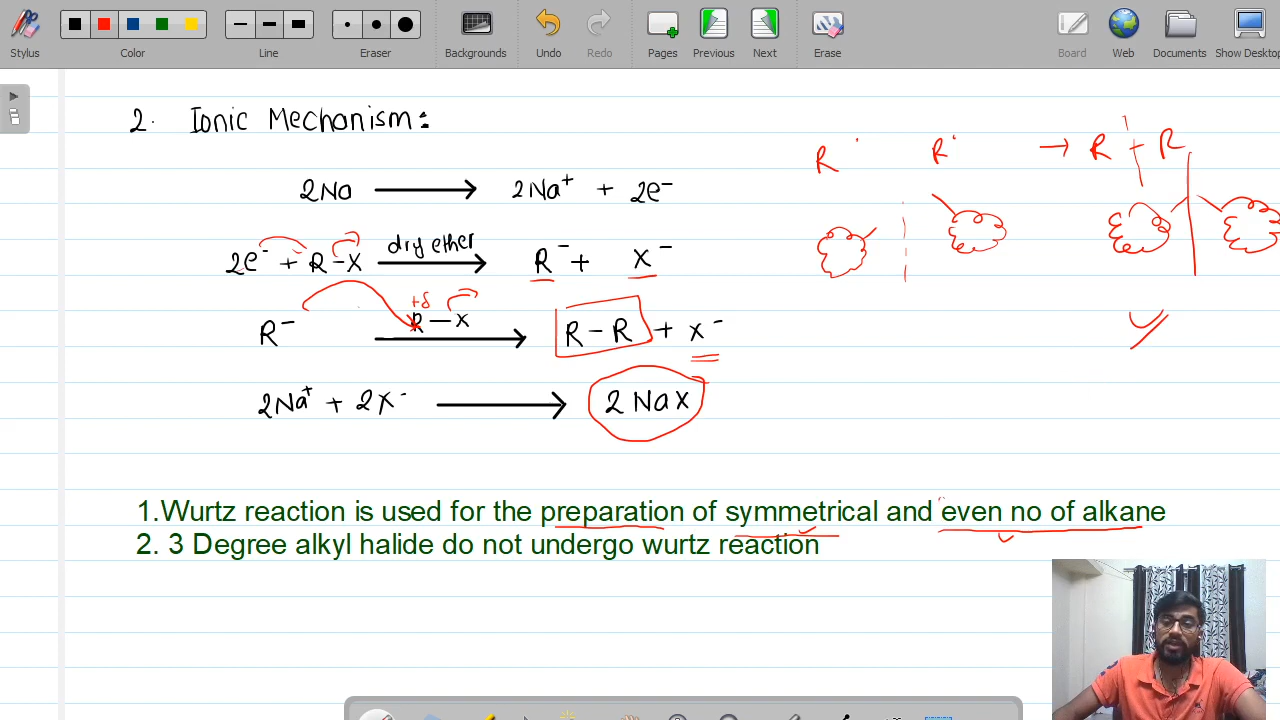 Stylus Color Line Eraser Backgrounds Undo Redo Pages Previous Next Erase Board Web Documents Show Desktop
2. Ionic Mechanism:
R˙ R˙ → R + R
2Na ⟶ 2Na⁺ + 2e⁻
2e⁻ + R-X dry ether ⟶ R⁻ + X⁻
R⁻ +δ R — X ⟶ R - R + x⁻
2Na⁺ + 2X⁻ ⟶ 2 NaX
1.Wurtz reaction is used for the preparation of symmetrical and even no of alkane
2. 3 Degree alkyl halide do not undergo wurtz reaction